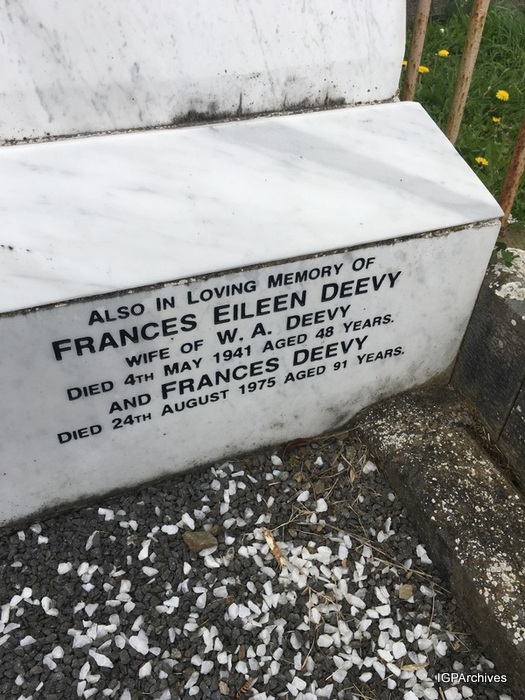 ALSO IN LOVING MEMORY OF
FRANCES EILEEN DEEVY
WIFE OF W. A. DEEVY
DIED 4TH MAY 1941 AGED 48 YEARS.
AND FRANCES DEEVY
DIED 24TH AUGUST 1975 AGED 91 YEARS.
IGPArchives